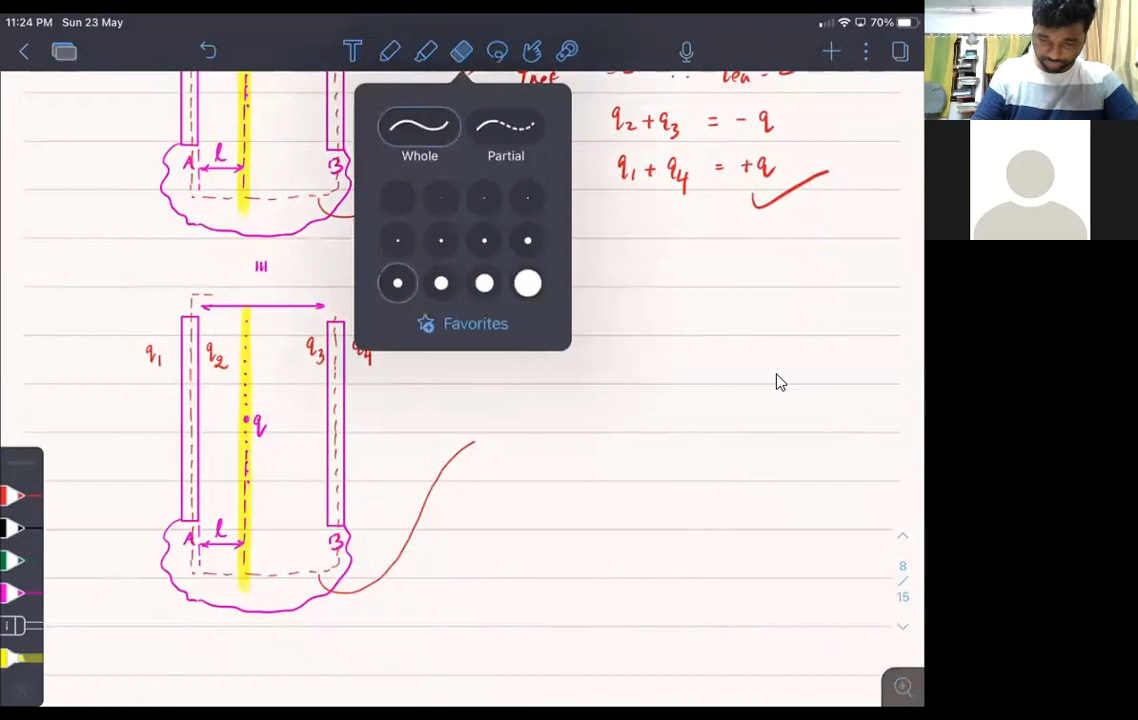 11:24 PM Sun 23 May
70%
T
q2 + q3 = - q
Whole
Partial
q1 + q4 = + q
A
l
B
Favorites
q1
q2
q3
q4
q
A
l
B
8
/
15